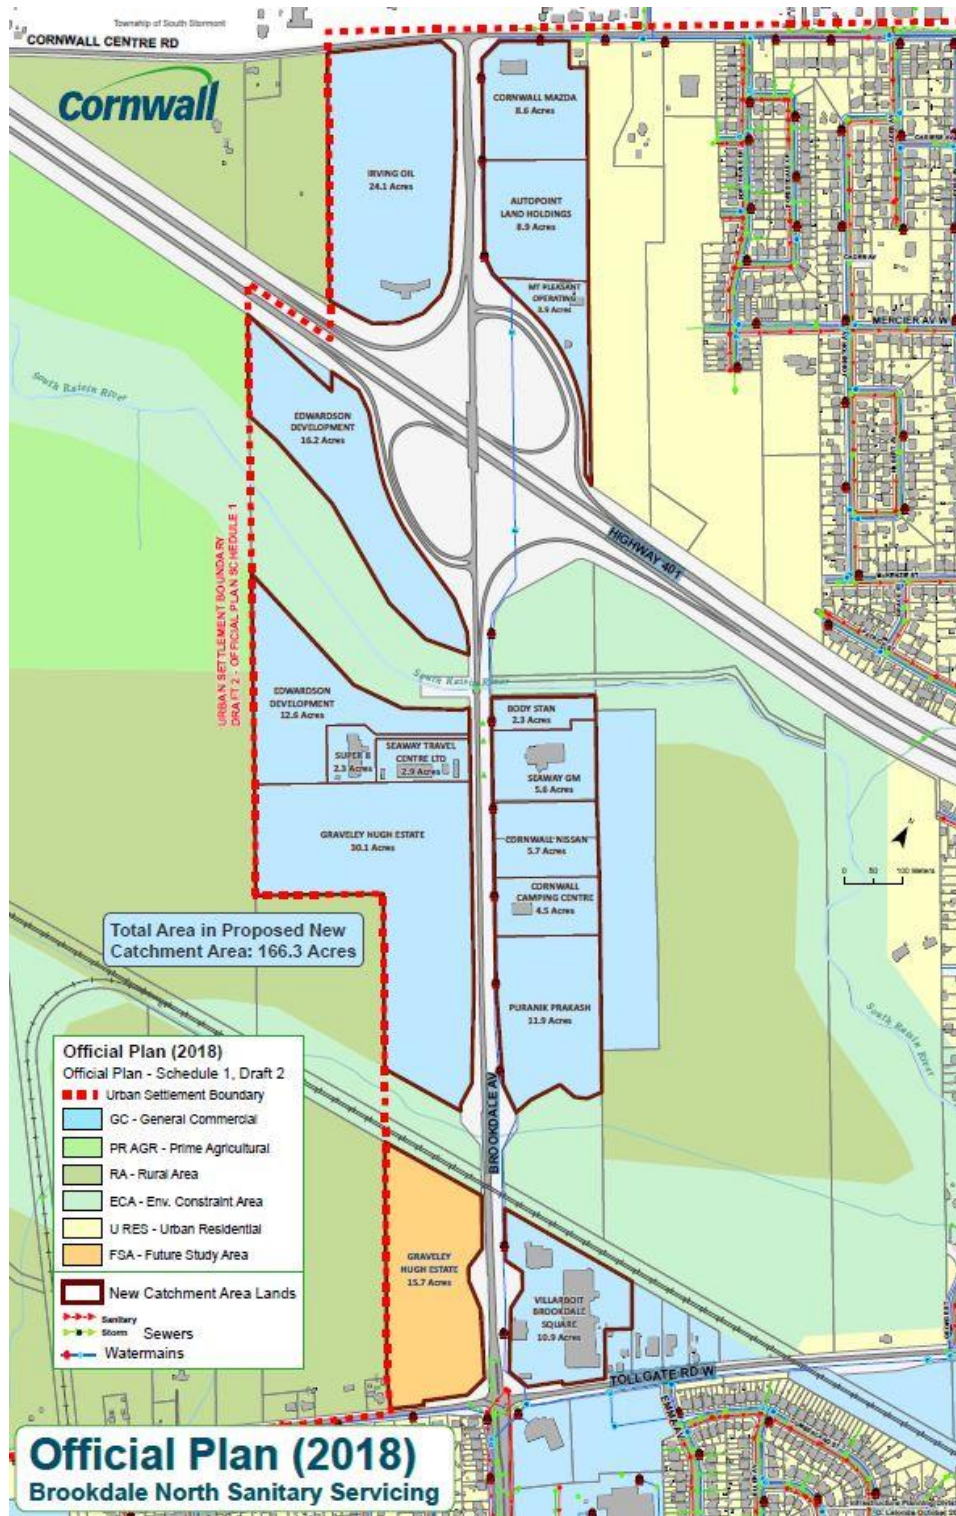 Township of South Stormont
CORNWALL CENTRE RD
Cornwall
CORNWALL MAZDA
8.6 Acres
IRVING OIL
24.1 Acres
AUTOPOINT
LAND HOLDINGS
8.9 Acres
MT PLEASANT
OPERATING
3.9 Acres
MERCIER AV W
South Raisin River
EDWARDSON
DEVELOPMENT
16.2 Acres
HIGHWAY 401
URBAN SETTLEMENT BOUNDARY
DRAFT 2 - OFFICIAL PLAN SCHEDULE 1
South Raisin River
EDWARDSON
DEVELOPMENT
12.6 Acres
BODY STAN
2.3 Acres
SUPER 8
2.3 Acres
SEAWAY TRAVEL
CENTRE LTD
2.9 Acres
SEAWAY GM
5.6 Acres
GRAVELEY HUGH ESTATE
30.1 Acres
CORNWALL NISSAN
5.7 Acres
N
0 50 100 Meters
CORNWALL
CAMPING CENTRE
4.5 Acres
Total Area in Proposed New
Catchment Area: 166.3 Acres
PURANIK PRAKASH
11.9 Acres
South Raisin River
BROOKDALE AV
Official Plan (2018)
Official Plan - Schedule 1, Draft 2
Urban Settlement Boundary
GC - General Commercial
PR AGR - Prime Agricultural
RA - Rural Area
ECA - Env. Constraint Area
U RES - Urban Residential
FSA - Future Study Area
New Catchment Area Lands
Sanitary
Storm Sewers
Watermains
GRAVELEY
HUGH ESTATE
15.7 Acres
VILLARBOIT
BROOKDALE
SQUARE
10.9 Acres
TOLLGATE RD W
EMMA AV
Official Plan (2018)
Brookdale North Sanitary Servicing